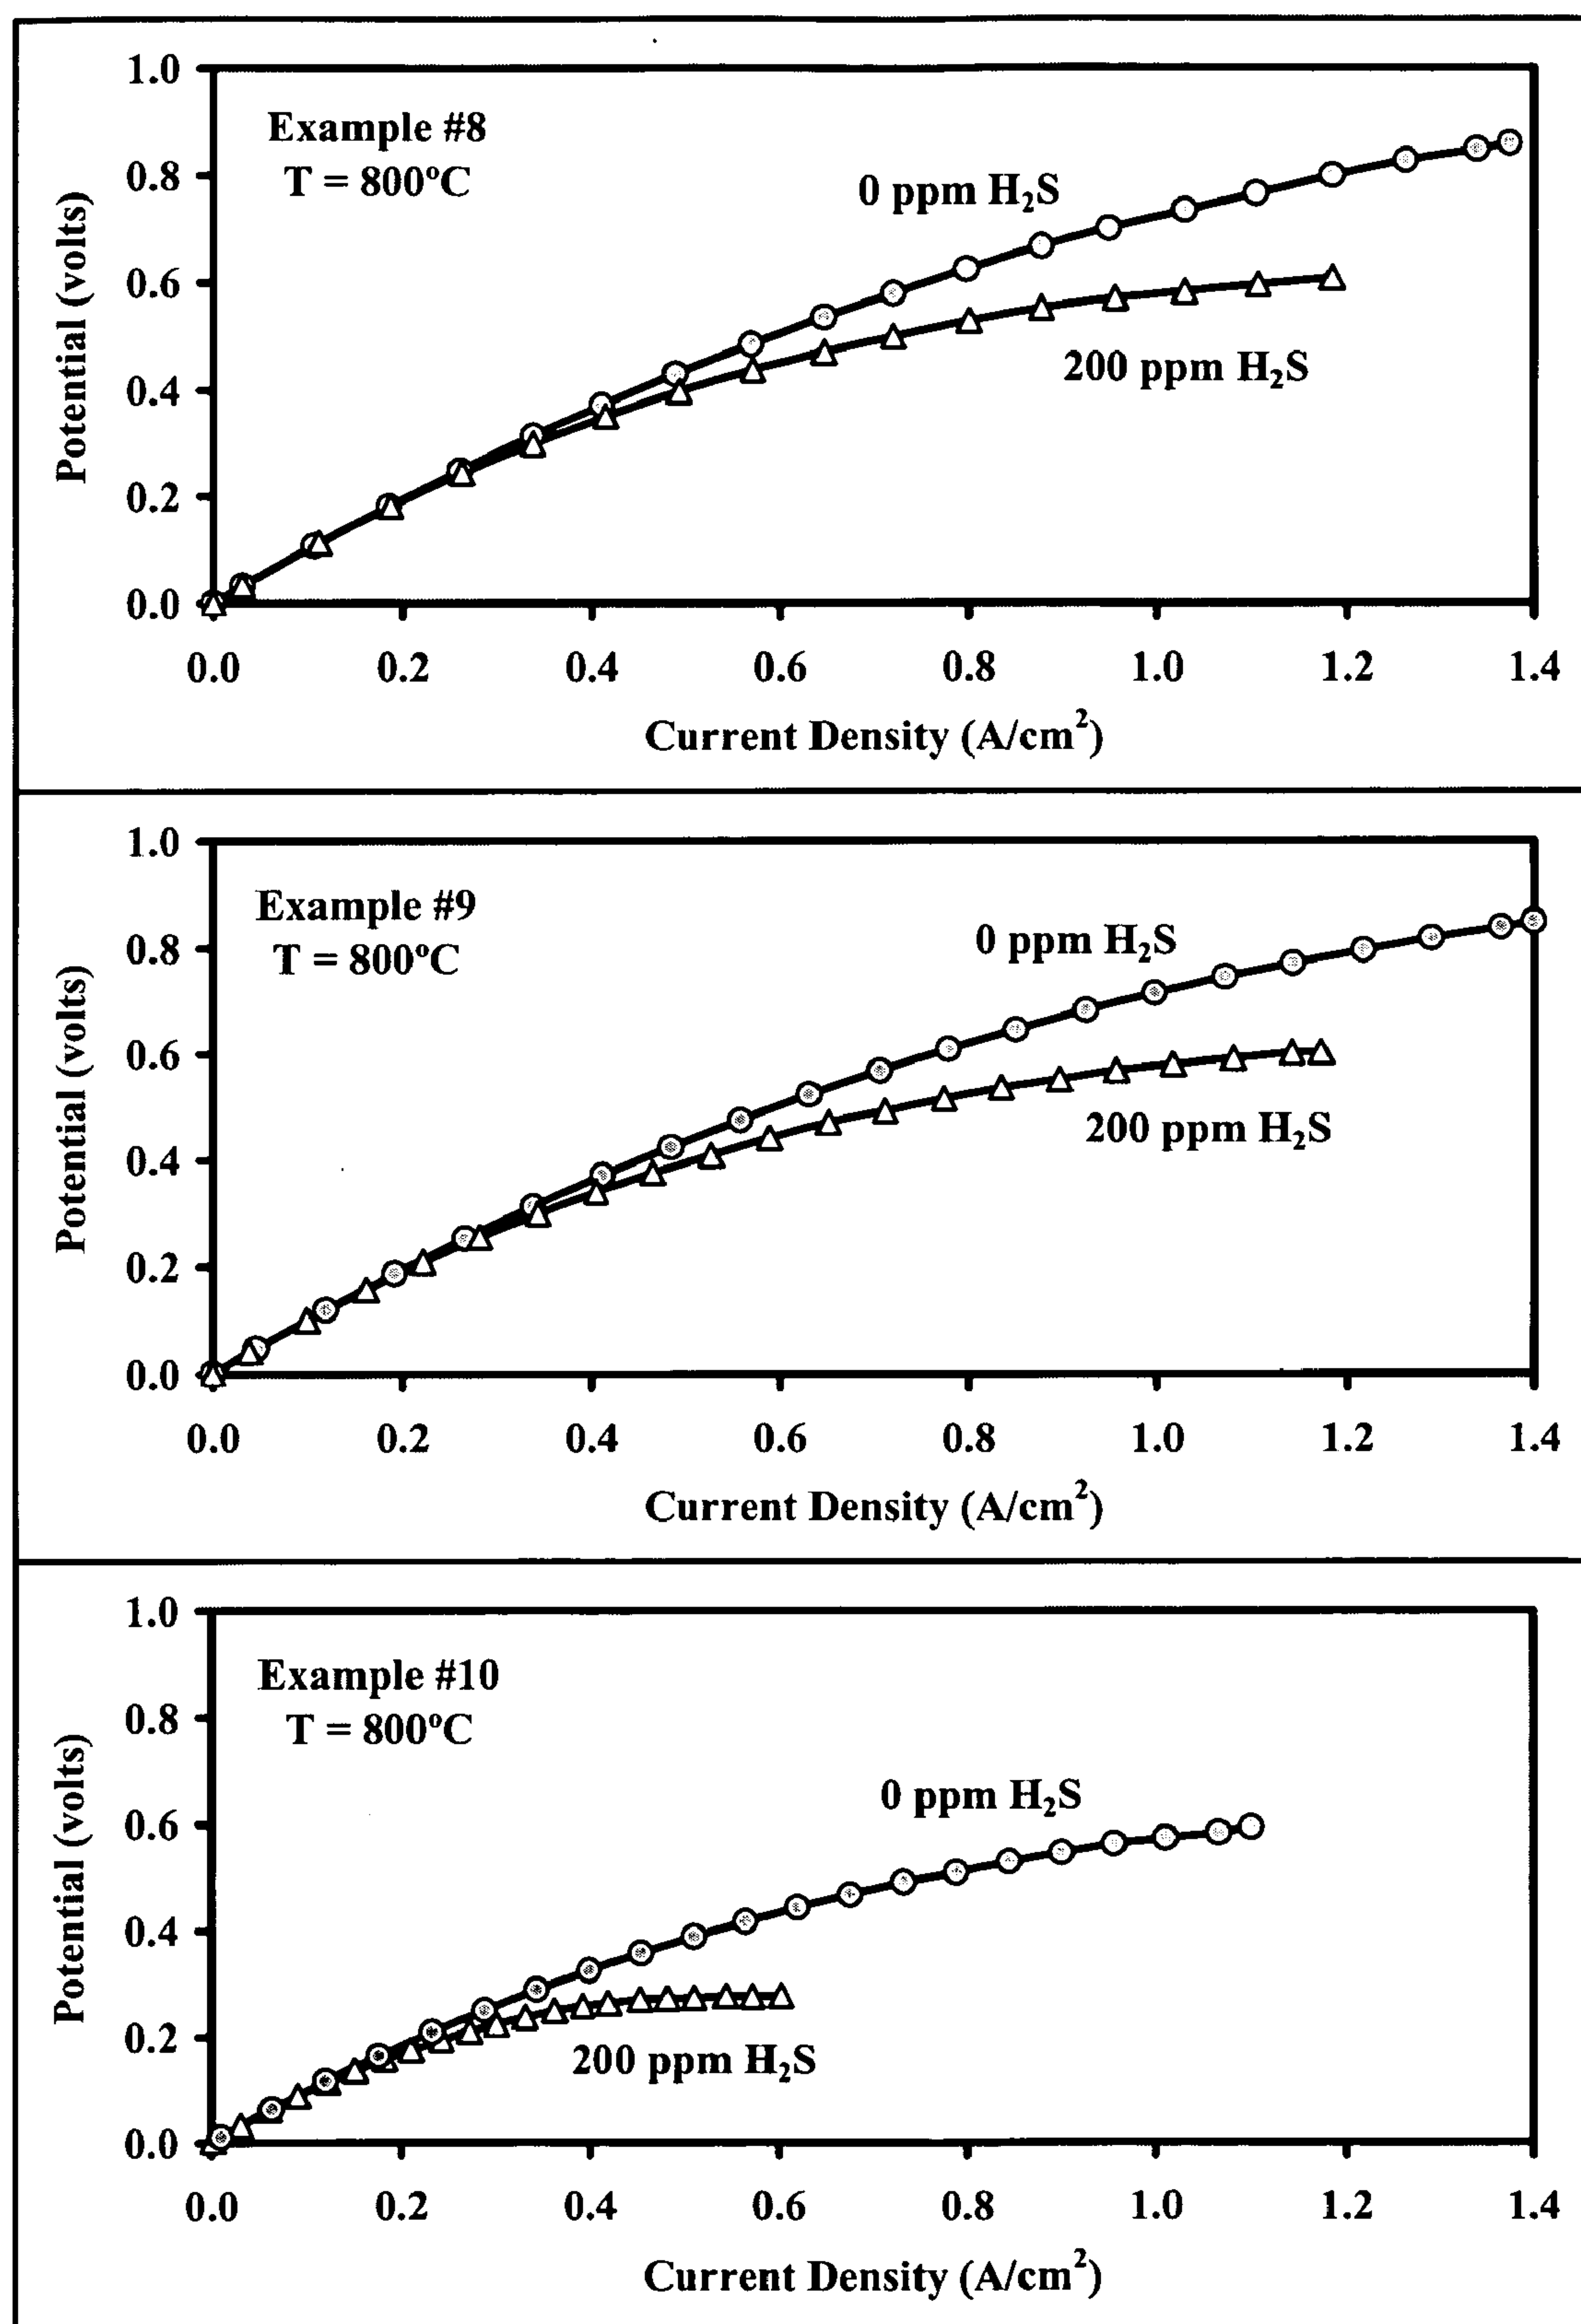 1.0
Example #8
T = 800ºC
0 ppm H₂S
0.8
0.6
200 ppm H₂S
0.4
0.2
0.0
Potential (volts)
0.0 0.2 0.4 0.6 0.8 1.0 1.2 1.4
Current Density (A/cm²)
1.0
Example #9
T = 800ºC
0 ppm H₂S
0.8
0.6
200 ppm H₂S
0.4
0.2
0.0
Potential (volts)
0.0 0.2 0.4 0.6 0.8 1.0 1.2 1.4
Current Density (A/cm²)
1.0
Example #10
T = 800ºC
0.8
0 ppm H₂S
0.6
0.4
0.2
200 ppm H₂S
0.0
Potential (volts)
0.0 0.2 0.4 0.6 0.8 1.0 1.2 1.4
Current Density (A/cm²)